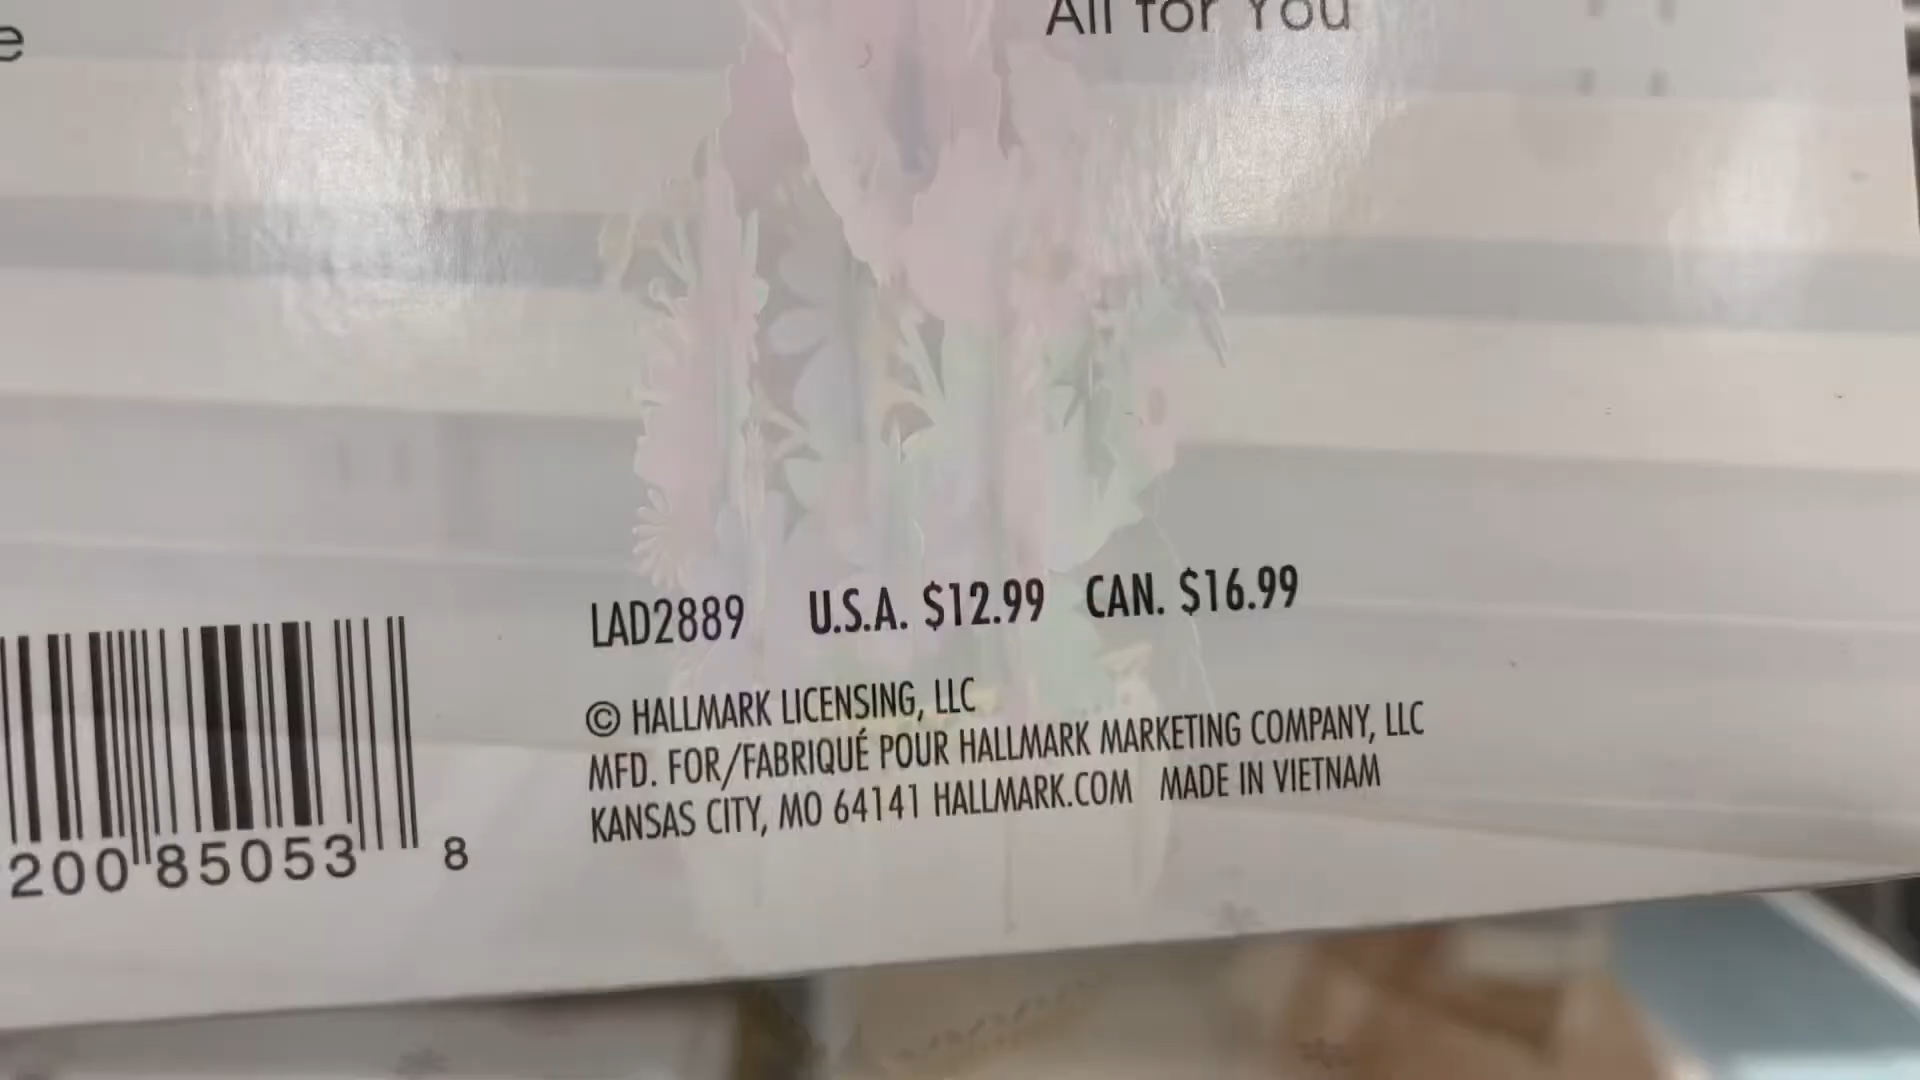 e
All for You
LAD2889 U.S.A. $12.99 CAN. $16.99
© HALLMARK LICENSING, LLC
MFD. FOR/FABRIQUÉ POUR HALLMARK MARKETING COMPANY, LLC
KANSAS CITY, MO 64141 HALLMARK.COM MADE IN VIETNAM
200 85053 8